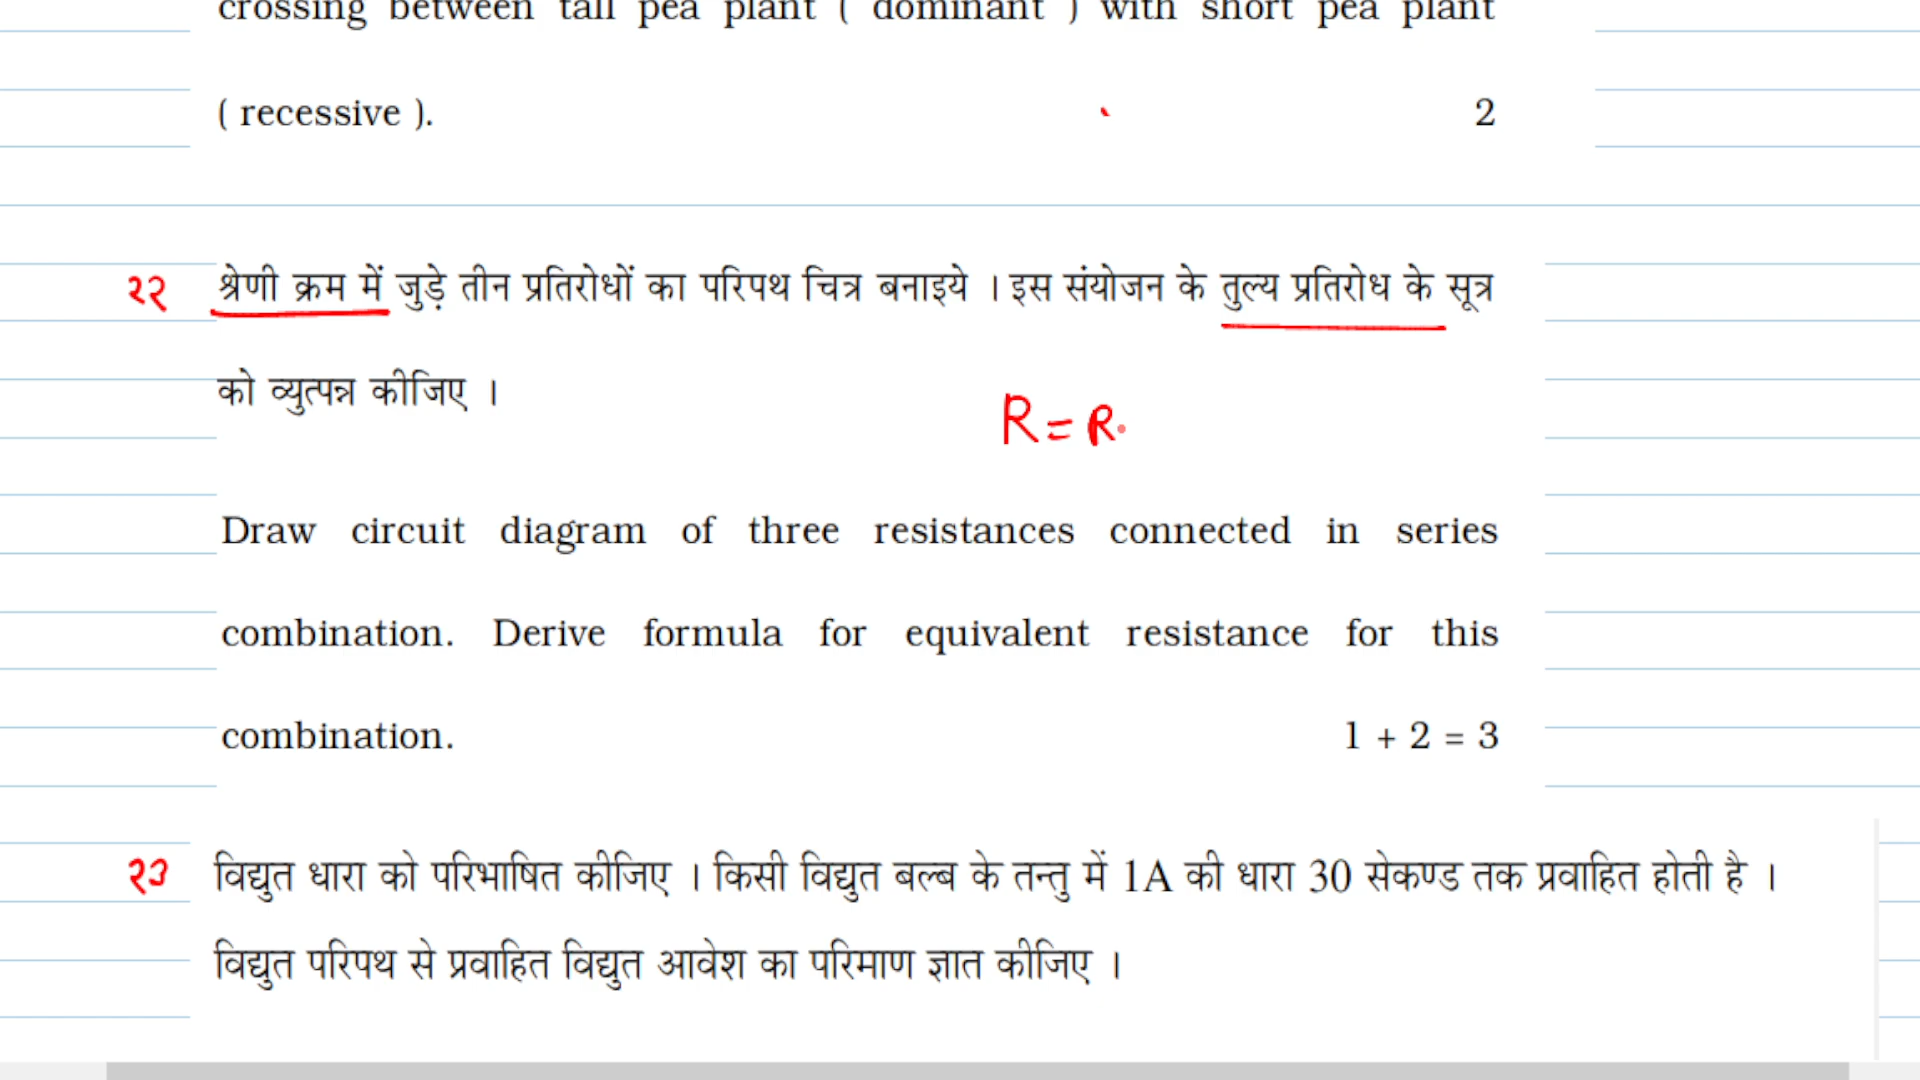 crossing between tall pea plant ( dominant ) with short pea plant
( recessive ). 2
२२ श्रेणी क्रम में जुड़े तीन प्रतिरोधों का परिपथ चित्र बनाइये । इस संयोजन के तुल्य प्रतिरोध के सूत्र
को व्युत्पन्न कीजिए ।
R = R
Draw circuit diagram of three resistances connected in series
combination. Derive formula for equivalent resistance for this
combination. 1 + 2 = 3
२३ विद्युत धारा को परिभाषित कीजिए । किसी विद्युत बल्ब के तन्तु में 1A की धारा 30 सेकण्ड तक प्रवाहित होती है ।
विद्युत परिपथ से प्रवाहित विद्युत आवेश का परिमाण ज्ञात कीजिए ।